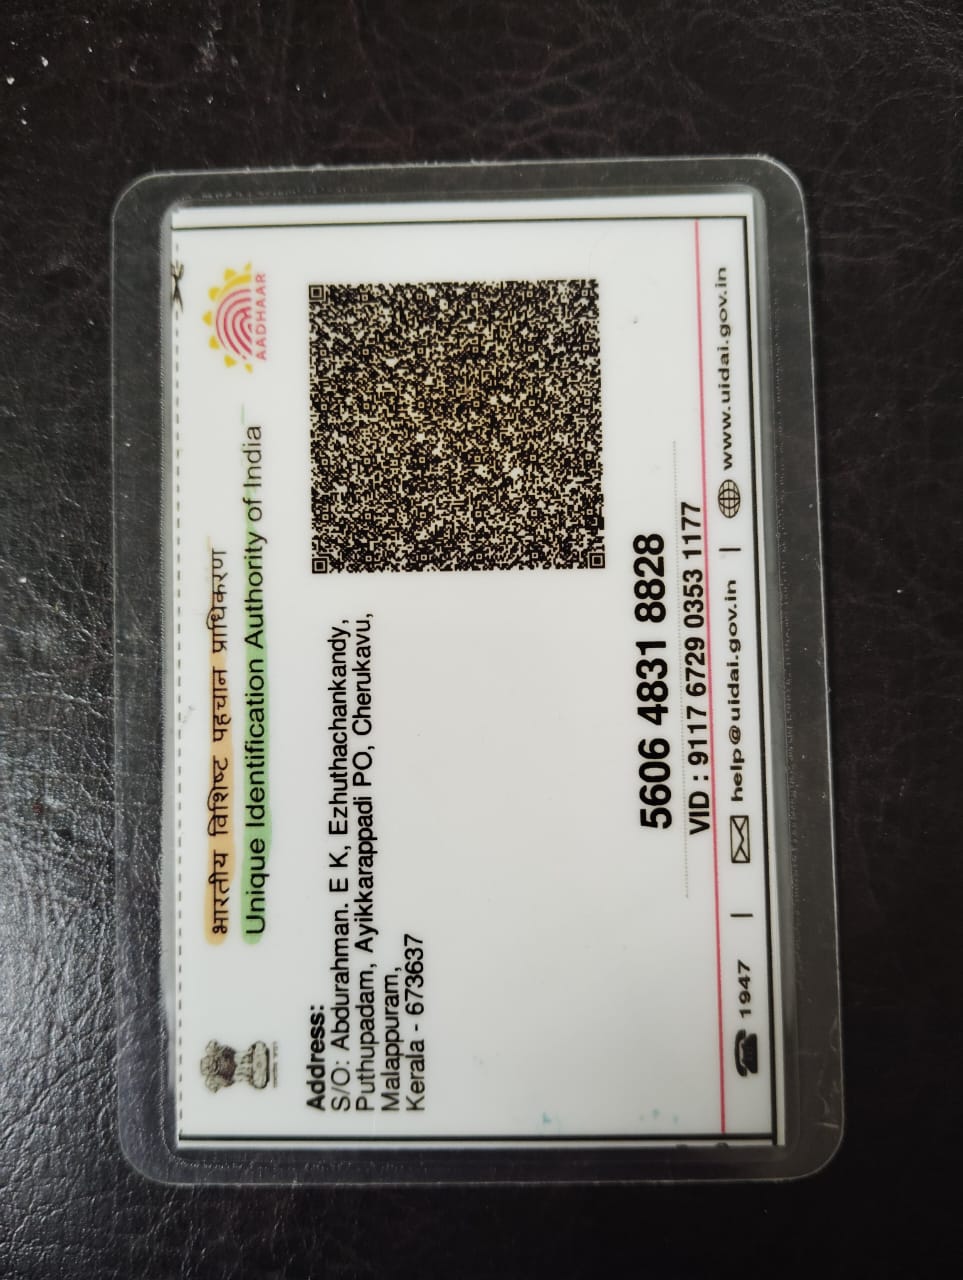 भारतीय विशिष्ट पहचान प्राधिकरण
Unique Identification Authority of India
AADHAAR
Address:
S/O: Abdurahman. E K, Ezhuthachankandy,
Puthupadam, Ayikkarappadi PO, Cherukavu,
Malappuram,
Kerala - 673637
5606 4831 8828
VID : 9117 6729 0353 1177
1947 | help@uidai.gov.in | www.uidai.gov.in